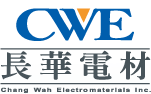 CWE
長華電材
Chang Wah Electromaterials Inc.